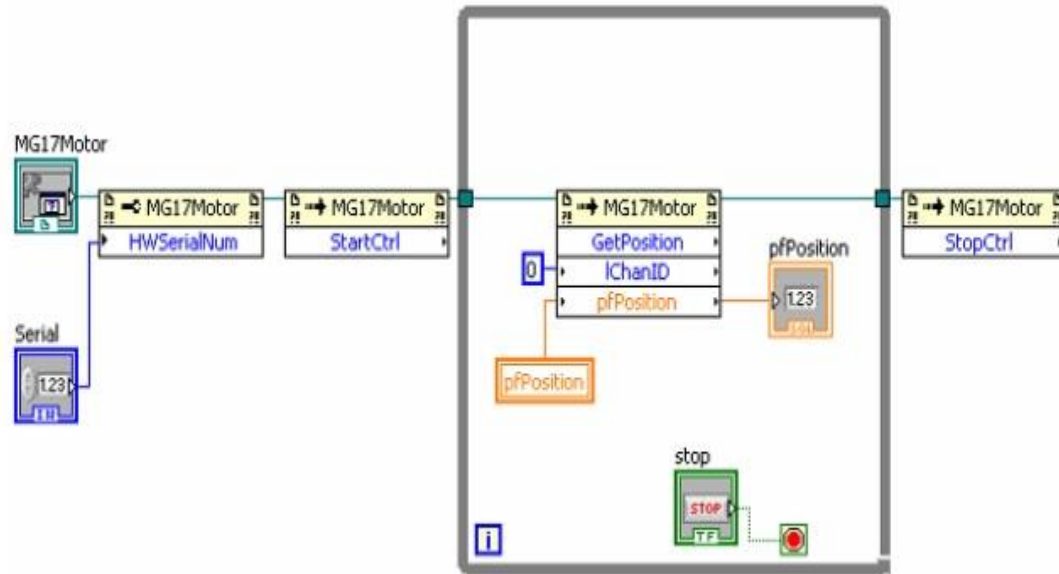 MG17Motor
MG17Motor
HWSerialNum
MG17Motor
StartCtrl
MG17Motor
GetPosition
0
lChanID
pfPosition
pfPosition
pfPosition
1.23
MG17Motor
StopCtrl
Serial
1.23
stop
STOP
TF
i